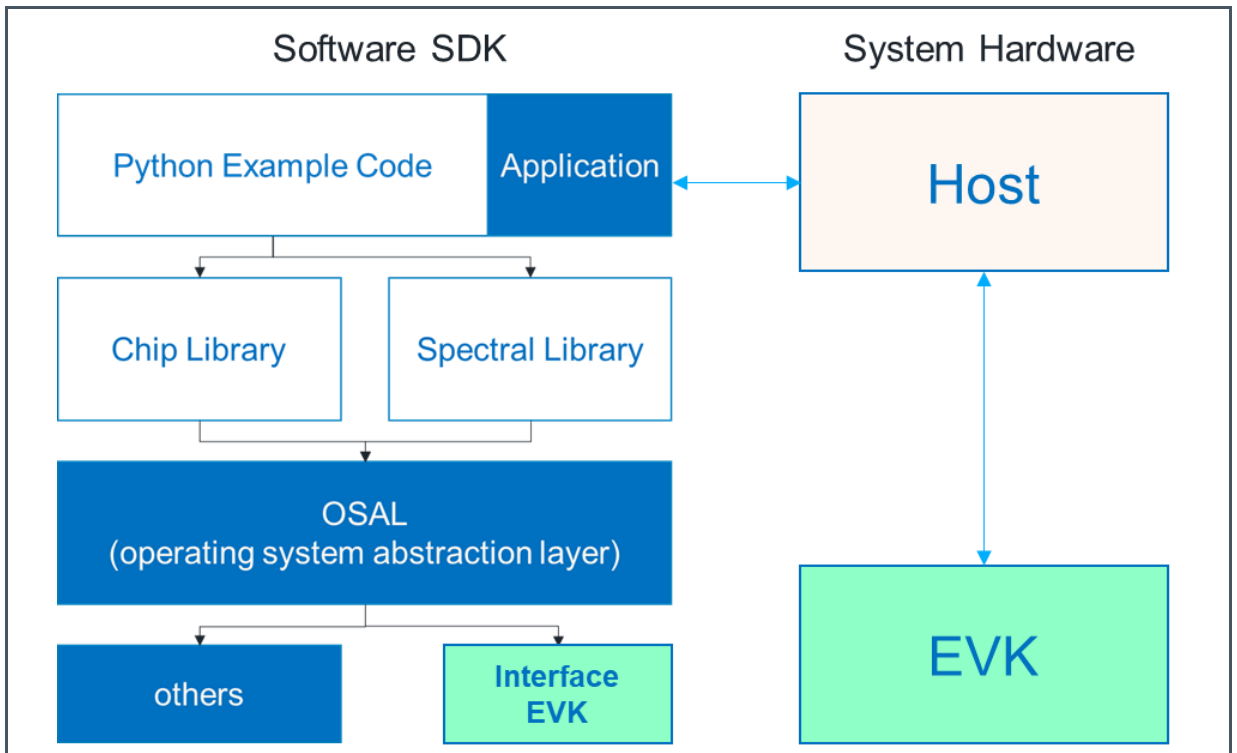 Software SDK
System Hardware
Python Example Code
Application
Host
Chip Library
Spectral Library
OSAL
(operating system abstraction layer)
others
Interface
EVK
EVK